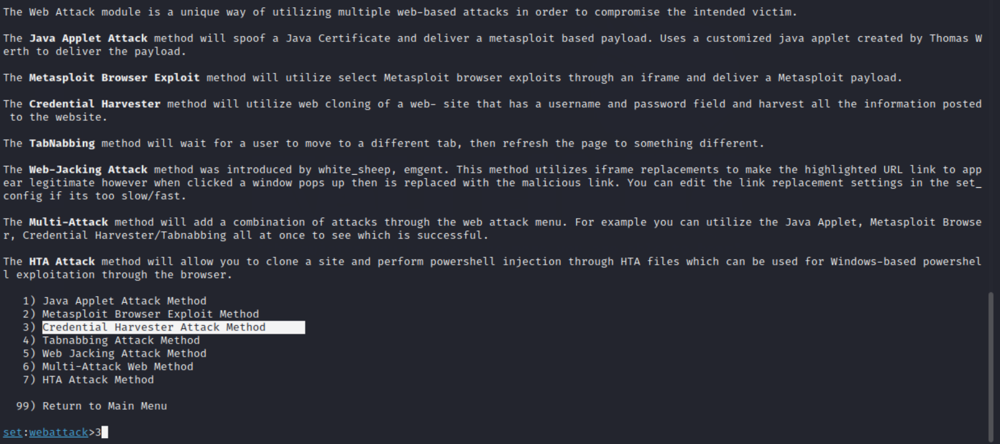 The Web Attack module is a unique way of utilizing multiple web-based attacks in order to compromise the intended victim.
The Java Applet Attack method will spoof a Java Certificate and deliver a metasploit based payload. Uses a customized java applet created by Thomas W
erth to deliver the payload.
The Metasploit Browser Exploit method will utilize select Metasploit browser exploits through an iframe and deliver a Metasploit payload.
The Credential Harvester method will utilize web cloning of a web- site that has a username and password field and harvest all the information posted
 to the website.
The TabNabbing method will wait for a user to move to a different tab, then refresh the page to something different.
The Web-Jacking Attack method was introduced by white_sheep, emgent. This method utilizes iframe replacements to make the highlighted URL link to app
ear legitimate however when clicked a window pops up then is replaced with the malicious link. You can edit the link replacement settings in the set_
config if its too slow/fast.
The Multi-Attack method will add a combination of attacks through the web attack menu. For example you can utilize the Java Applet, Metasploit Browse
r, Credential Harvester/Tabnabbing all at once to see which is successful.
The HTA Attack method will allow you to clone a site and perform powershell injection through HTA files which can be used for Windows-based powershel
l exploitation through the browser.
1) Java Applet Attack Method
2) Metasploit Browser Exploit Method
3) Credential Harvester Attack Method
4) Tabnabbing Attack Method
5) Web Jacking Attack Method
6) Multi-Attack Web Method
7) HTA Attack Method
99) Return to Main Menu
set:webattack>3